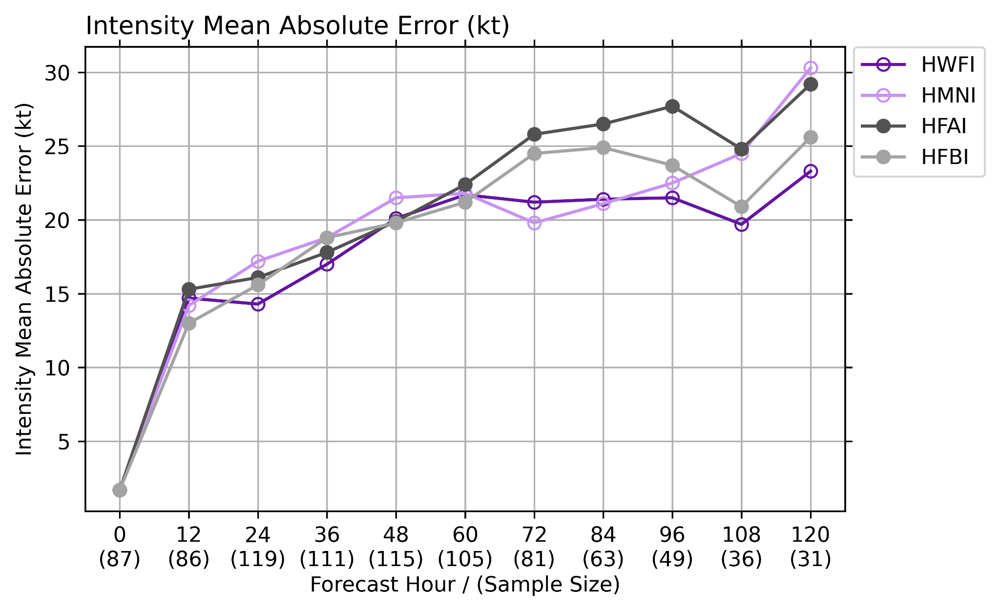 Intensity Mean Absolute Error (kt)
HWFI
HMNI
HFAI
HFBI
Intensity Mean Absolute Error (kt)
30
25
20
15
10
5
0 12 24 36 48 60 72 84 96 108 120
(87) (86) (119) (111) (115) (105) (81) (63) (49) (36) (31)
Forecast Hour / (Sample Size)